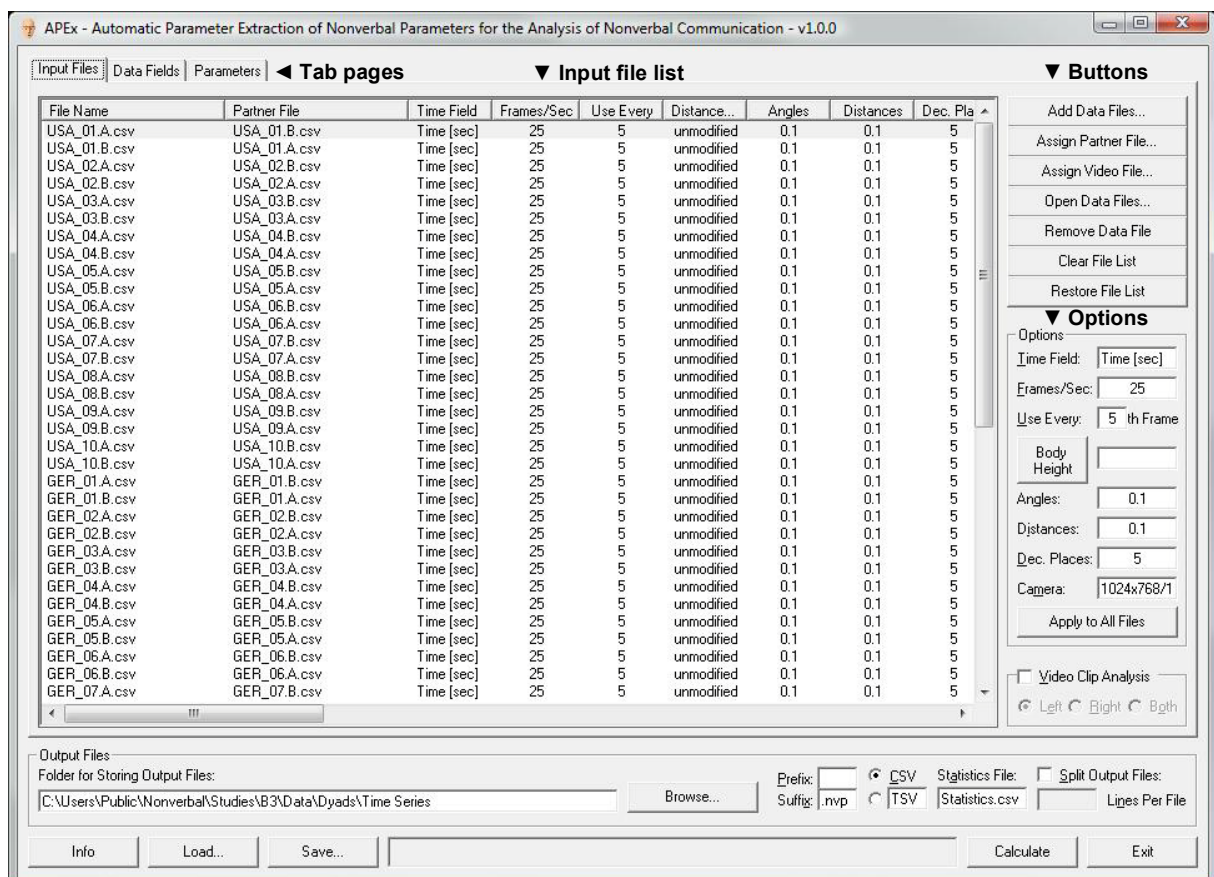 APEx - Automatic Parameter Extraction of Nonverbal Parameters for the Analysis of Nonverbal Communication - v1.0.0
Input Files Data Fields Parameters ◄ Tab pages ▼ Input file list ▼ Buttons
File Name Partner File Time Field Frames/Sec Use Every Distance... Angles Distances Dec. Pla
USA_01.A.csv USA_01.B.csv Time [sec] 25 5 unmodified 0.1 0.1 5
USA_01.B.csv USA_01.A.csv Time [sec] 25 5 unmodified 0.1 0.1 5
USA_02.A.csv USA_02.B.csv Time [sec] 25 5 unmodified 0.1 0.1 5
USA_02.B.csv USA_02.A.csv Time [sec] 25 5 unmodified 0.1 0.1 5
USA_03.A.csv USA_03.B.csv Time [sec] 25 5 unmodified 0.1 0.1 5
USA_03.B.csv USA_03.A.csv Time [sec] 25 5 unmodified 0.1 0.1 5
USA_04.A.csv USA_04.B.csv Time [sec] 25 5 unmodified 0.1 0.1 5
USA_04.B.csv USA_04.A.csv Time [sec] 25 5 unmodified 0.1 0.1 5
USA_05.A.csv USA_05.B.csv Time [sec] 25 5 unmodified 0.1 0.1 5
USA_05.B.csv USA_05.A.csv Time [sec] 25 5 unmodified 0.1 0.1 5
USA_06.A.csv USA_06.B.csv Time [sec] 25 5 unmodified 0.1 0.1 5
USA_06.B.csv USA_06.A.csv Time [sec] 25 5 unmodified 0.1 0.1 5
USA_07.A.csv USA_07.B.csv Time [sec] 25 5 unmodified 0.1 0.1 5
USA_07.B.csv USA_07.A.csv Time [sec] 25 5 unmodified 0.1 0.1 5
USA_08.A.csv USA_08.B.csv Time [sec] 25 5 unmodified 0.1 0.1 5
USA_08.B.csv USA_08.A.csv Time [sec] 25 5 unmodified 0.1 0.1 5
USA_09.A.csv USA_09.B.csv Time [sec] 25 5 unmodified 0.1 0.1 5
USA_09.B.csv USA_09.A.csv Time [sec] 25 5 unmodified 0.1 0.1 5
USA_10.A.csv USA_10.B.csv Time [sec] 25 5 unmodified 0.1 0.1 5
USA_10.B.csv USA_10.A.csv Time [sec] 25 5 unmodified 0.1 0.1 5
GER_01.A.csv GER_01.B.csv Time [sec] 25 5 unmodified 0.1 0.1 5
GER_01.B.csv GER_01.A.csv Time [sec] 25 5 unmodified 0.1 0.1 5
GER_02.A.csv GER_02.B.csv Time [sec] 25 5 unmodified 0.1 0.1 5
GER_02.B.csv GER_02.A.csv Time [sec] 25 5 unmodified 0.1 0.1 5
GER_03.A.csv GER_03.B.csv Time [sec] 25 5 unmodified 0.1 0.1 5
GER_03.B.csv GER_03.A.csv Time [sec] 25 5 unmodified 0.1 0.1 5
GER_04.A.csv GER_04.B.csv Time [sec] 25 5 unmodified 0.1 0.1 5
GER_04.B.csv GER_04.A.csv Time [sec] 25 5 unmodified 0.1 0.1 5
GER_05.A.csv GER_05.B.csv Time [sec] 25 5 unmodified 0.1 0.1 5
GER_05.B.csv GER_05.A.csv Time [sec] 25 5 unmodified 0.1 0.1 5
GER_06.A.csv GER_06.B.csv Time [sec] 25 5 unmodified 0.1 0.1 5
GER_06.B.csv GER_06.A.csv Time [sec] 25 5 unmodified 0.1 0.1 5
GER_07.A.csv GER_07.B.csv Time [sec] 25 5 unmodified 0.1 0.1 5
Add Data Files...
Assign Partner File...
Assign Video File...
Open Data Files...
Remove Data File
Clear File List
Restore File List
▼ Options
Options
Time Field: Time [sec]
Frames/Sec: 25
Use Every: 5 th Frame
Body
Height
Angles: 0.1
Distances: 0.1
Dec. Places: 5
Camera: 1024x768/1
Apply to All Files
Video Clip Analysis
Left Right Both
Output Files
Folder for Storing Output Files:
C:\Users\Public\Nonverbal\Studies\B3\Data\Dyads\Time Series
Browse...
Prefix: CSV Statistics File: Split Output Files:
Suffix: .nvp TSV Statistics.csv Lines Per File
Info Load... Save... Calculate Exit